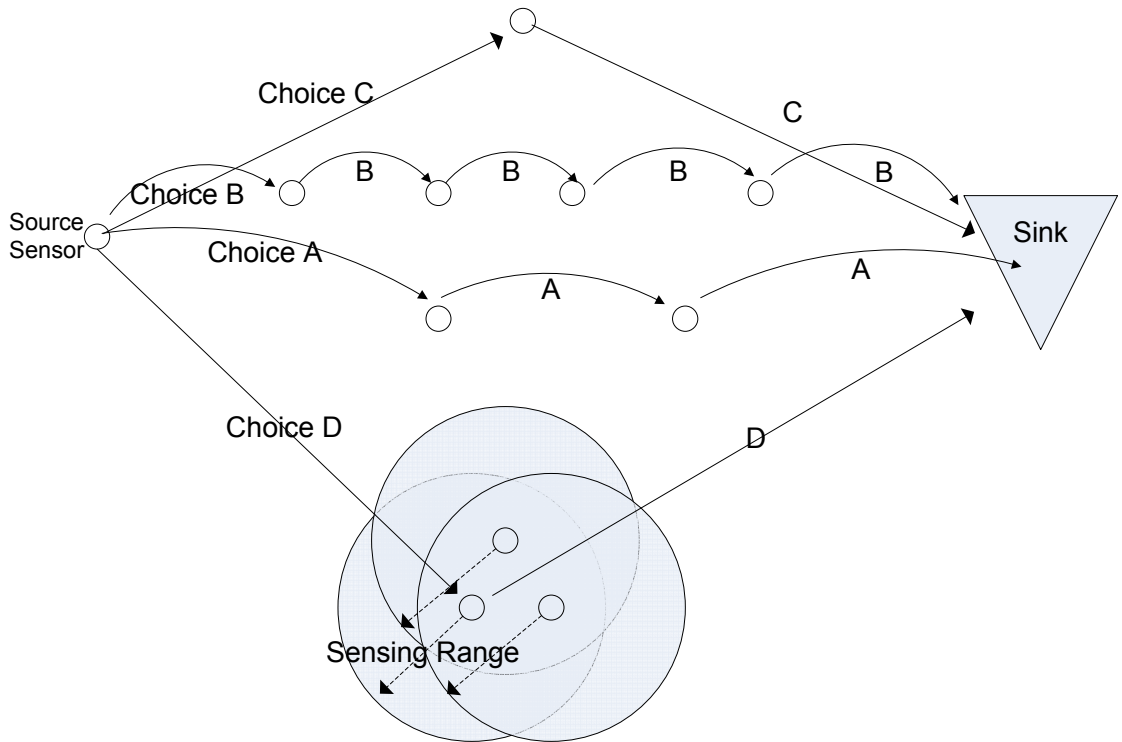 Choice C
C
B
B
B
B
Choice B
Source
Sensor
Sink
Choice A
A
A
Choice D
D
Sensing Range